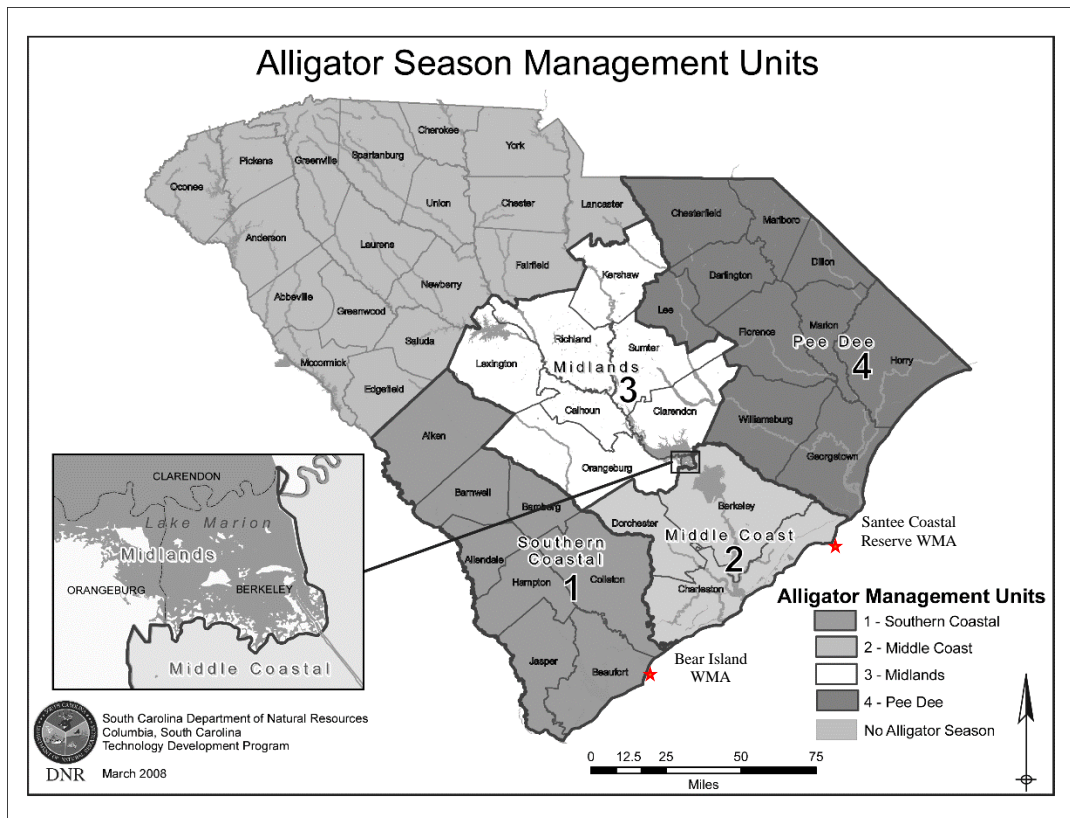 Alligator Season Management Units
Cherokee
York
Pickens
Greenville
Spartanburg
Oconee
Union
Chester
Lancaster
Chesterfield
Marlboro
Anderson
Laurens
Fairfield
Kershaw
Darlington
Dillon
Abbeville
Greenwood
Newberry
Lee
Marion
Florence
Pee Dee
4
Horry
Saluda
Richland
Sumter
Mccormick
Lexington
Midlands
3
Edgefield
Calhoun
Clarendon
Williamsburg
Aiken
Orangeburg
Georgetown
Barnwell
Bamberg
Berkeley
Dorchester
Middle Coast
2
Southern
Coastal
1
Allendale
Hampton
Colleton
Charleston
Jasper
Beaufort
Santee Coastal
Reserve WMA
Bear Island
WMA
CLARENDON
Lake Marion
Midlands
ORANGEBURG
BERKELEY
Middle Coastal
Alligator Management Units
1 - Southern Coastal
2 - Middle Coast
3 - Midlands
4 - Pee Dee
No Alligator Season
DNR
South Carolina Department of Natural Resources
Columbia, South Carolina
Technology Development Program
March 2008
0 12.5 25 50 75
Miles